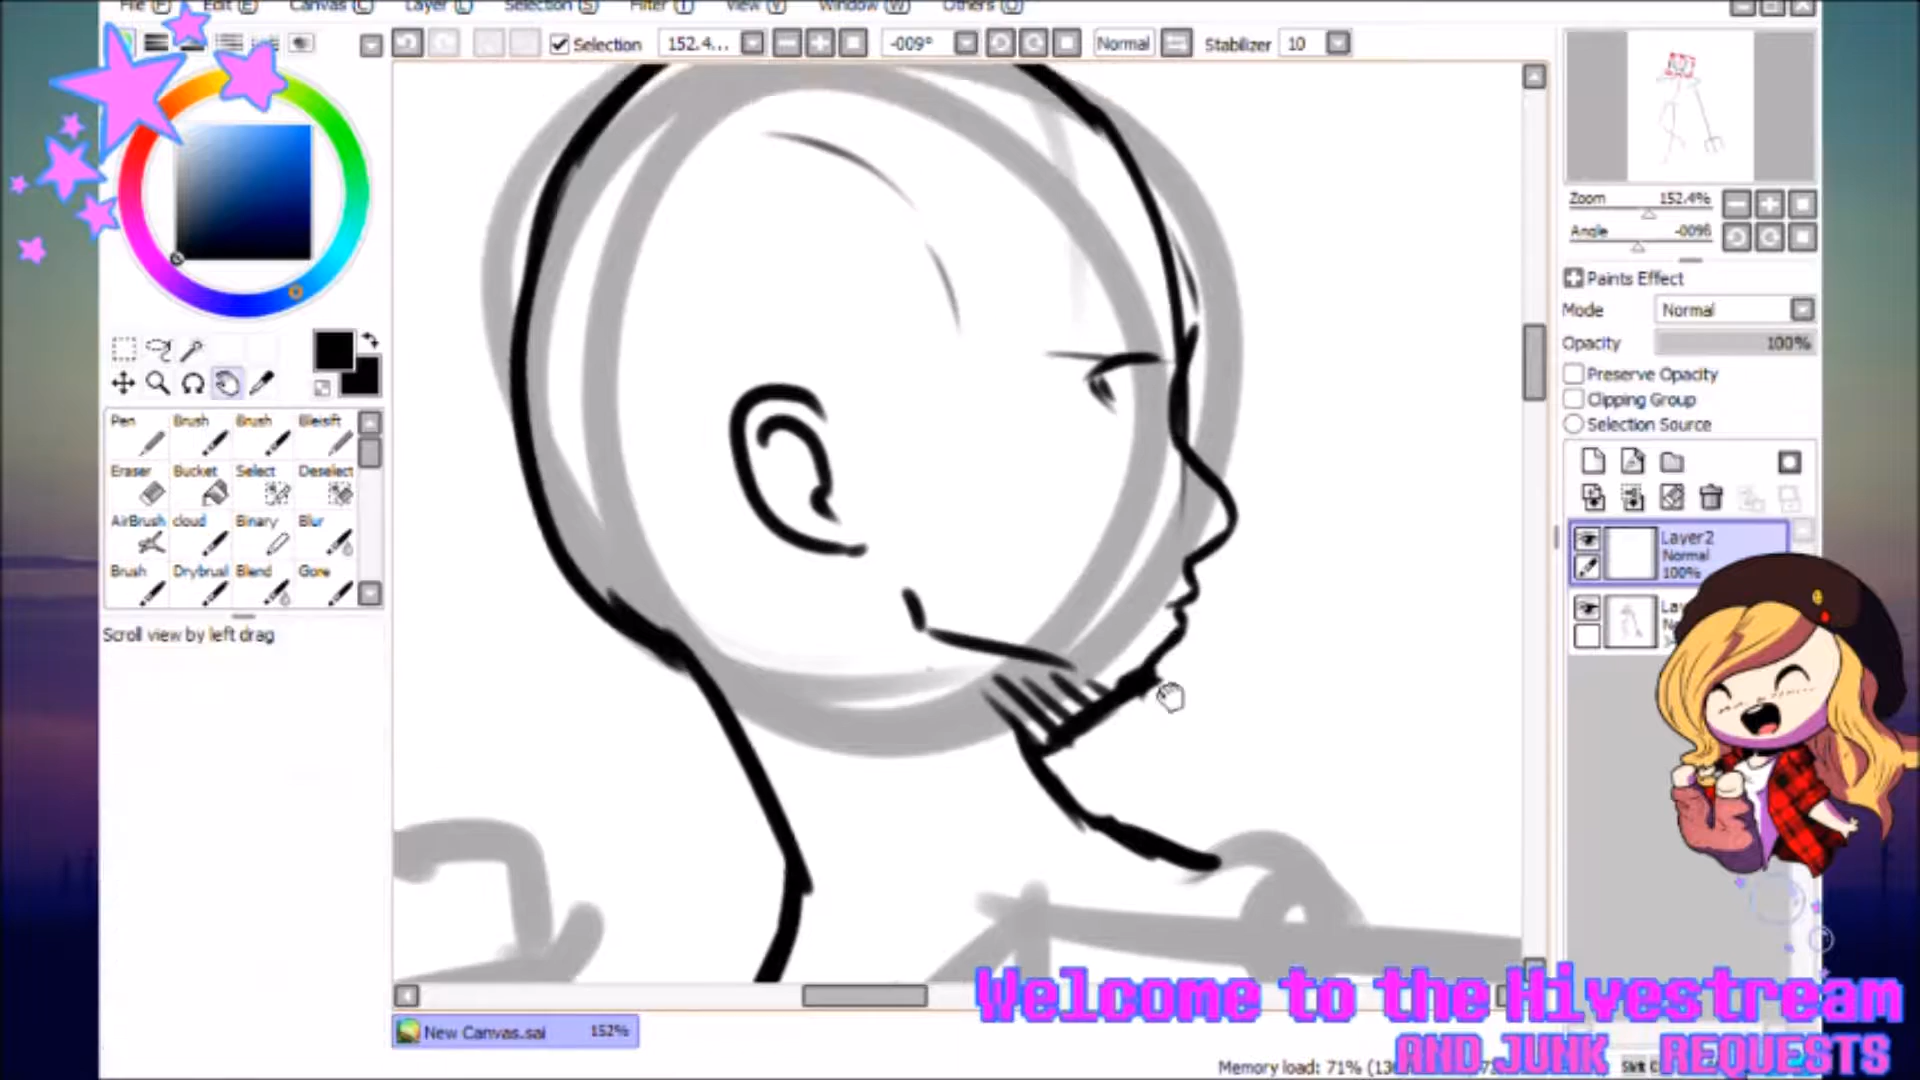 File (F) Edit (E) Canvas (C) Layer (L) Selection (S) Filter (T) View (V) Window (W) Others (O)
Selection 152.4... -009° Normal Stabilizer 10
Zoom 152.4%
Angle -0096
Paints Effect
Mode Normal
Opacity 100%
Preserve Opacity
Clipping Group
Selection Source
Pen Brush Brush Bleisift
Eraser Bucket Select Deselect
AirBrush cloud Binary Blur
Brush Drybrus Blend Gore
Scroll view by left drag
Layer2
Normal
100%
New Canvas.sai 152%
Welcome to the Hivestream
AND JUNK REQUESTS
Memory load: 71%